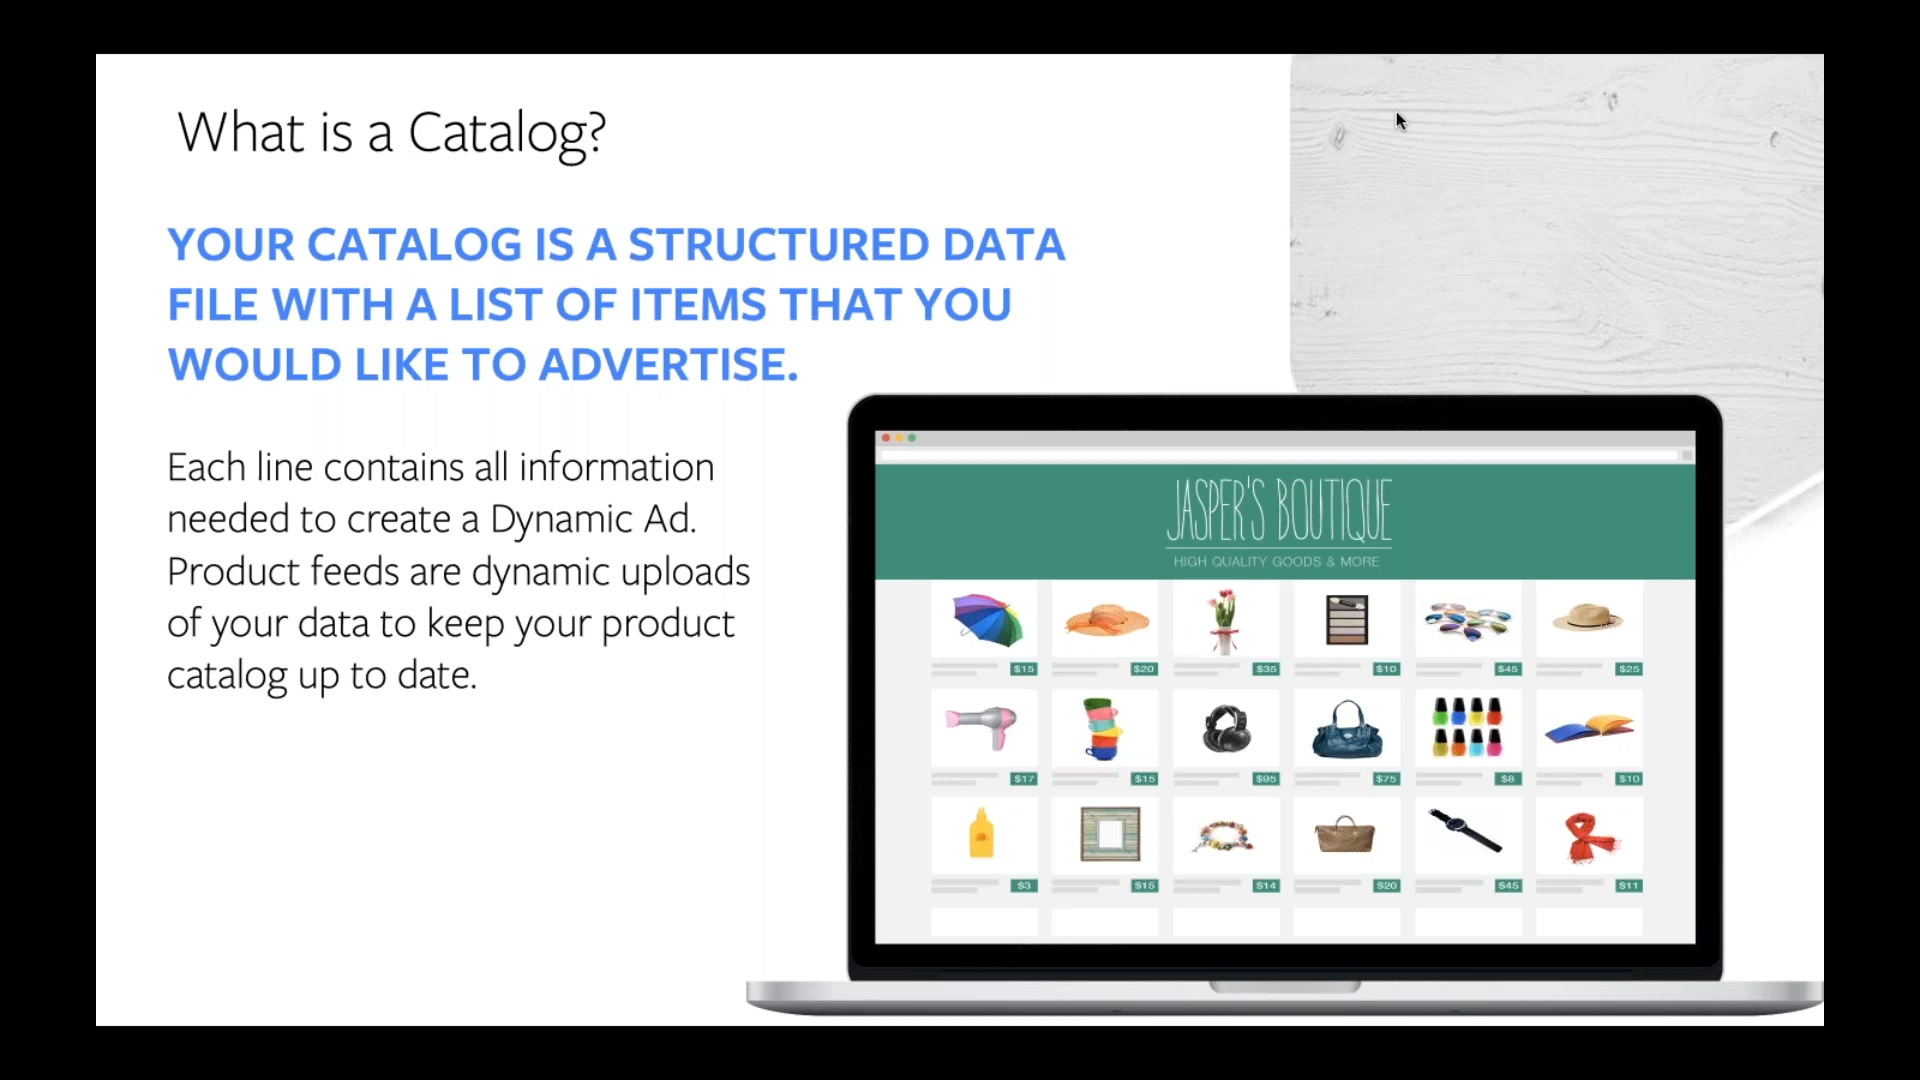 What is a Catalog?
YOUR CATALOG IS A STRUCTURED DATA
FILE WITH A LIST OF ITEMS THAT YOU
WOULD LIKE TO ADVERTISE.
Each line contains all information
needed to create a Dynamic Ad.
Product feeds are dynamic uploads
of your data to keep your product
catalog up to date.
JASPER'S BOUTIQUE
HIGH QUALITY GOODS & MORE
$15 $20 $35 $10 $45 $25
$17 $15 $95 $75 $8 $10
$3 $15 $14 $20 $45 $11